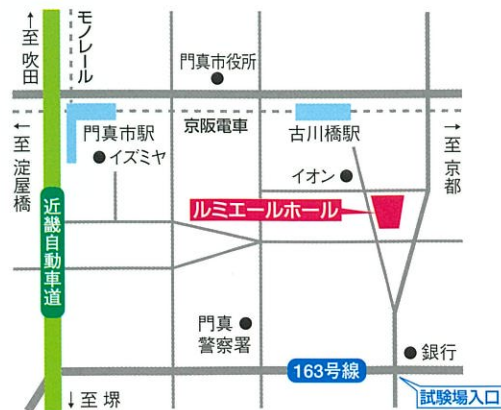 ↑至吹田
モノレール
門真市役所
門真市駅
京阪電車
古川橋駅
←至淀屋橋
イズミヤ
イオン
→至京都
ルミエールホール
近畿自動車道
門真
警察署
銀行
163号線
試験場入口
↓至堺